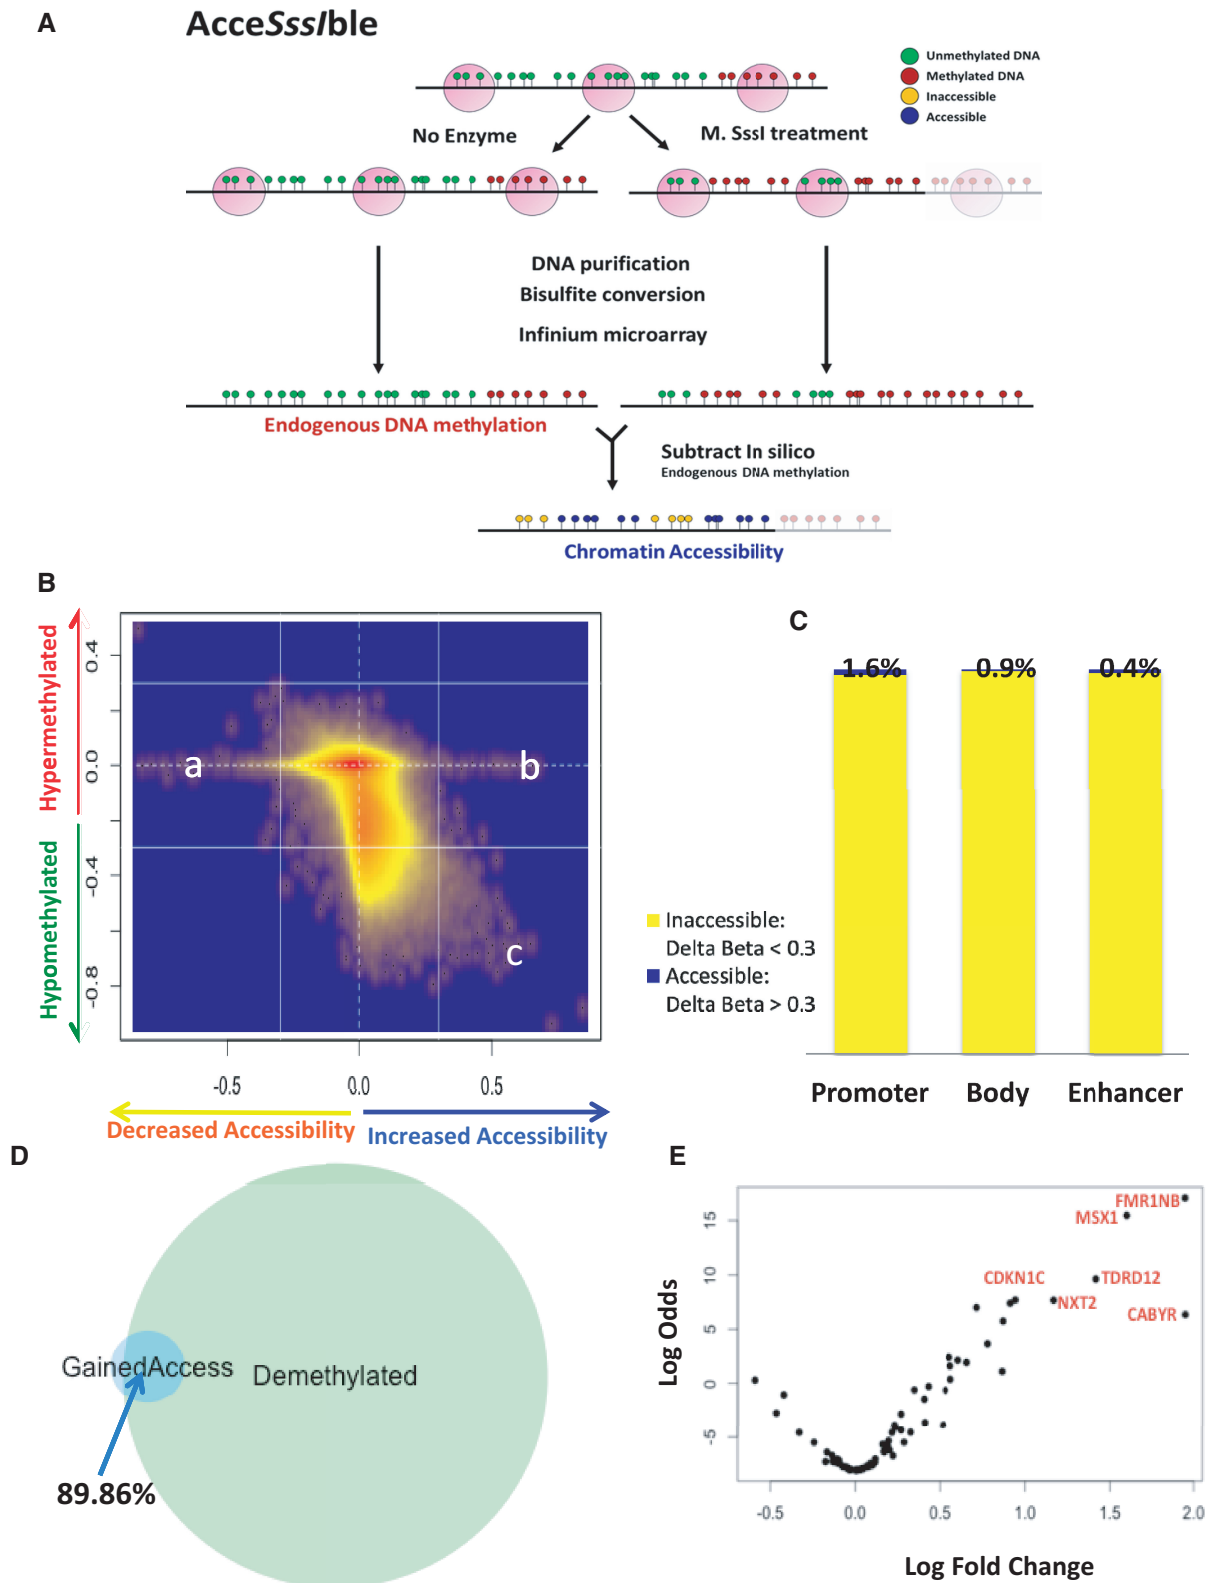 A
AcceSssIble
Unmethylated DNA
Methylated DNA
Inaccessible
Accessible
No Enzyme
M. SssI treatment
DNA purification
Bisulfite conversion
Infinium microarray
Endogenous DNA methylation
Subtract In silico
Endogenous DNA methylation
Chromatin Accessibility
B
Hypermethylated
Hypomethylated
0.4
0.0
-0.4
-0.8
a
b
c
-0.5
0.0
0.5
Decreased Accessibility
Increased Accessibility
C
1.6%
0.9%
0.4%
Inaccessible:
Delta Beta < 0.3
Accessible:
Delta Beta > 0.3
Promoter
Body
Enhancer
D
GainedAccess
Demethylated
89.86%
E
Log Odds
15
10
5
0
-5
FMR1NB
MSX1
CDKN1C
TDRD12
NXT2
CABYR
-0.5
0.0
0.5
1.0
1.5
2.0
Log Fold Change